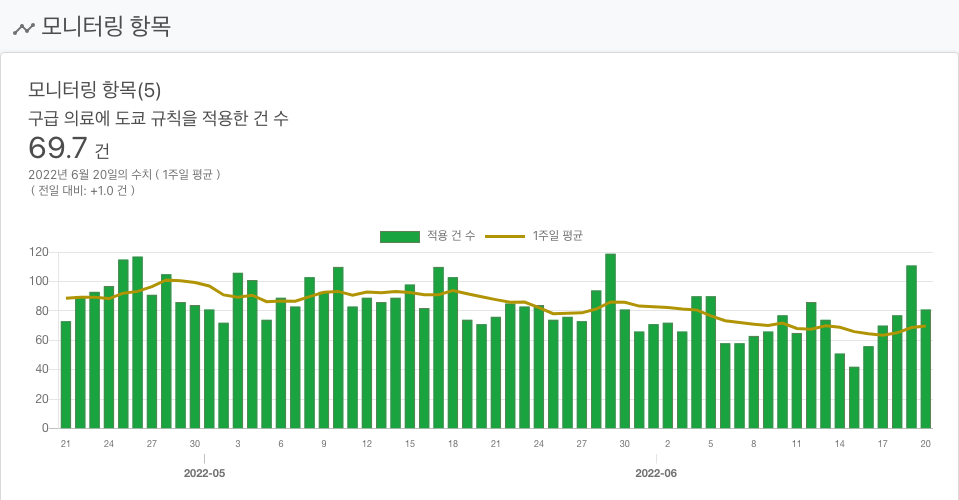 모니터링 항목
모니터링 항목(5)
구급 의료에 도쿄 규칙을 적용한 건 수
69.7 건
2022년 6월 20일의 수치 ( 1주일 평균 )
( 전일 대비: +1.0 건 )
적용 건 수 1주일 평균
120
100
80
60
40
20
0
21 24 27 30 3 6 9 12 15 18 21 24 27 30 2 5 8 11 14 17 20
2022-05 2022-06